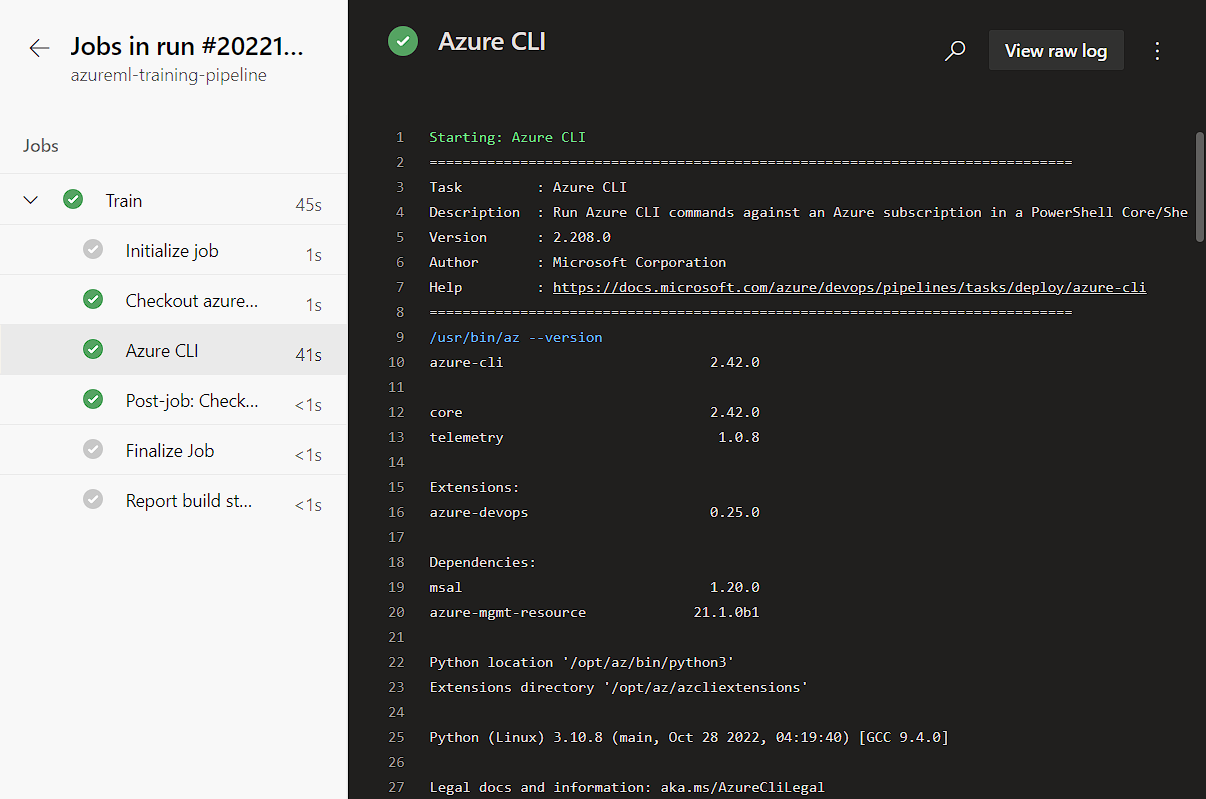 Jobs in run #20221...
azureml-training-pipeline
Jobs
Train 45s
Initialize job 1s
Checkout azure... 1s
Azure CLI 41s
Post-job: Check... <1s
Finalize Job <1s
Report build st... <1s
Azure CLI
View raw log
1 Starting: Azure CLI
2 ==============================================================================
3 Task : Azure CLI
4 Description : Run Azure CLI commands against an Azure subscription in a PowerShell Core/She
5 Version : 2.208.0
6 Author : Microsoft Corporation
7 Help : https://docs.microsoft.com/azure/devops/pipelines/tasks/deploy/azure-cli
8 ==============================================================================
9 /usr/bin/az --version
10 azure-cli 2.42.0
11
12 core 2.42.0
13 telemetry 1.0.8
14
15 Extensions:
16 azure-devops 0.25.0
17
18 Dependencies:
19 msal 1.20.0
20 azure-mgmt-resource 21.1.0b1
21
22 Python location '/opt/az/bin/python3'
23 Extensions directory '/opt/az/azcliextensions'
24
25 Python (Linux) 3.10.8 (main, Oct 28 2022, 04:19:40) [GCC 9.4.0]
26
27 Legal docs and information: aka.ms/AzureCliLegal